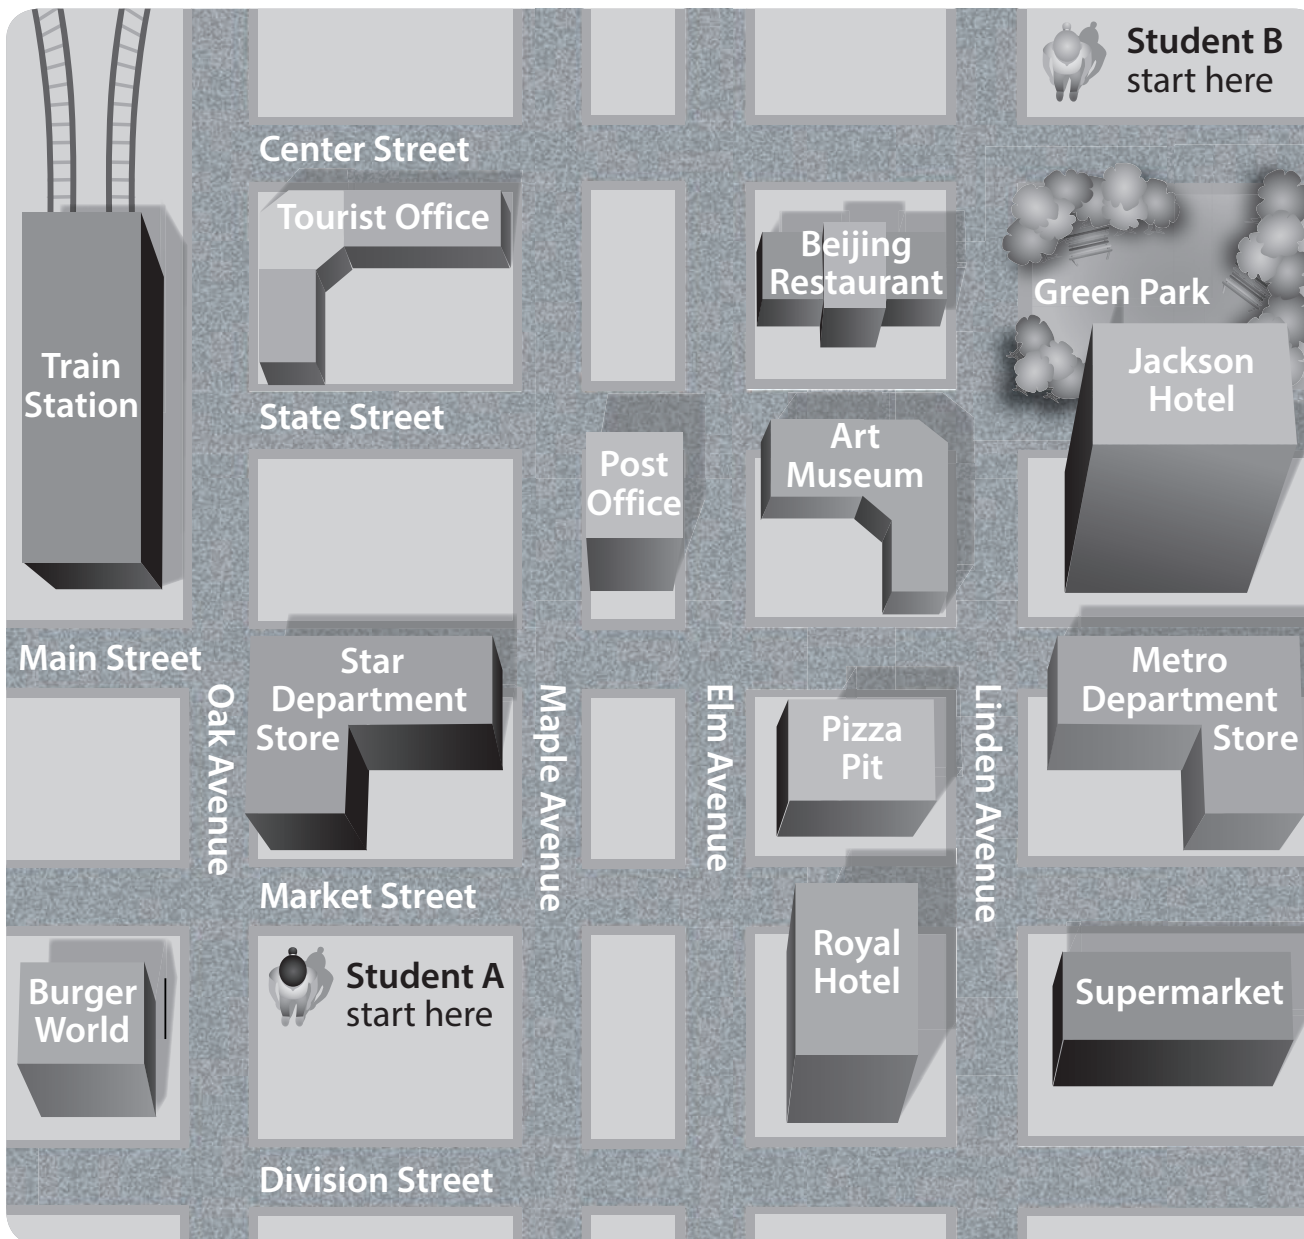 Student B
start here
Center Street
Tourist Office
Beijing
Restaurant
Green Park
Train
Station
Jackson
Hotel
State Street
Post
Office
Art
Museum
Main Street
Star
Department
Store
Metro
Department
Store
Oak Avenue
Maple Avenue
Elm Avenue
Linden Avenue
Pizza
Pit
Market Street
Burger
World
Student A
start here
Royal
Hotel
Supermarket
Division Street